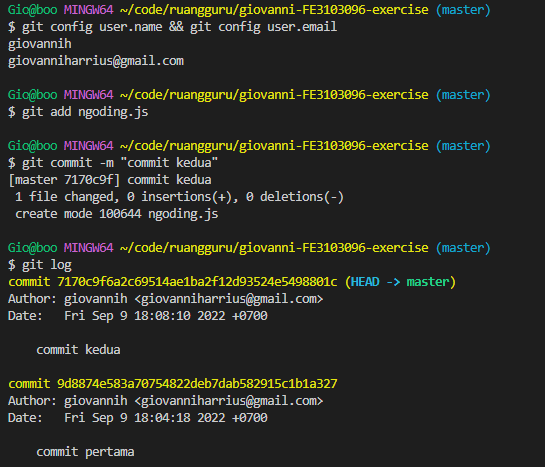 Gio@boo MINGW64 ~/code/ruangguru/giovanni-FE3103096-exercise (master)
$ git config user.name && git config user.email
giovannih
giovanniharrius@gmail.com
Gio@boo MINGW64 ~/code/ruangguru/giovanni-FE3103096-exercise (master)
$ git add ngoding.js
Gio@boo MINGW64 ~/code/ruangguru/giovanni-FE3103096-exercise (master)
$ git commit -m "commit kedua"
[master 7170c9f] commit kedua
1 file changed, 0 insertions(+), 0 deletions(-)
create mode 100644 ngoding.js
Gio@boo MINGW64 ~/code/ruangguru/giovanni-FE3103096-exercise (master)
$ git log
commit 7170c9f6a2c69514ae1ba2f12d93524e5498801c (HEAD -> master)
Author: giovannih <giovanniharrius@gmail.com>
Date:   Fri Sep 9 18:08:10 2022 +0700
commit kedua
commit 9d8874e583a70754822deb7dab582915c1b1a327
Author: giovannih <giovanniharrius@gmail.com>
Date:   Fri Sep 9 18:04:18 2022 +0700
commit pertama